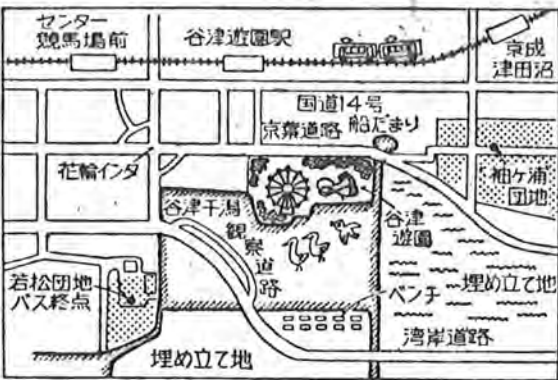 センター
競馬場前
谷津遊園駅
京成
津田沼
国道14号
京葉道路
船だまり
花輪インタ
袖ヶ浦
団地
谷津干潟
観察道路
谷津
遊園
若松団地
バス終点
ベンチ
埋め立て地
湾岸道路
埋め立て地